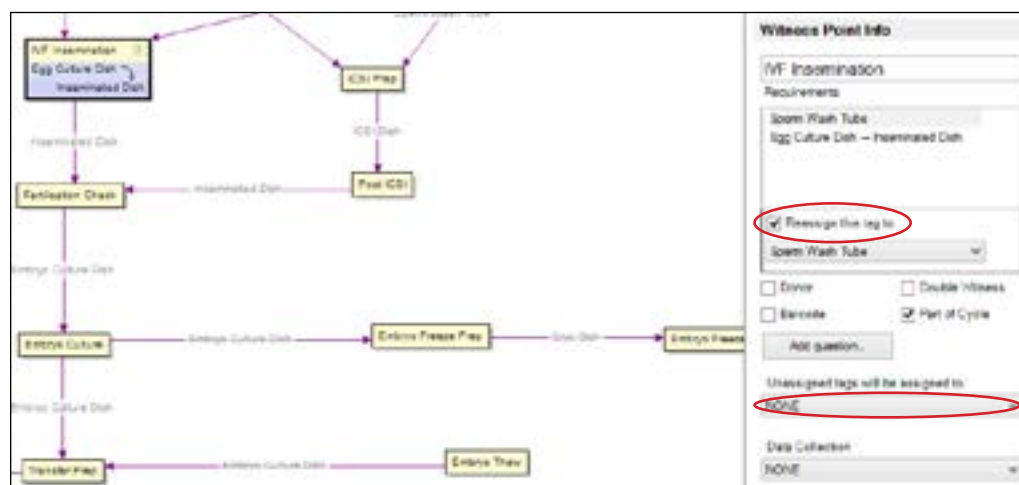 IVF Insemination
Egg Culture Dish
Inseminated Dish
ICSI Prep
Inseminated Dish
ICSI Dish
Fertilisation Check
Inseminated Dish
Post ICSI
Embryo Culture Dish
Embryo Culture
Embryo Culture Dish
Embryo Freeze Prep
Cryo Dish
Embryo Freeze
Embryo Culture Dish
Transfer Prep
Embryo Culture Dish
Embryo Thaw
Witness Point Info
IVF Insemination
Requirements
Sperm Wash Tube
Egg Culture Dish -- Inseminated Dish
Reassign this tag to
Sperm Wash Tube
Donor
Double Witness
Barcode
Part of Cycle
Add question...
Unassigned tags will be assigned to
NONE
Data Collection
NONE